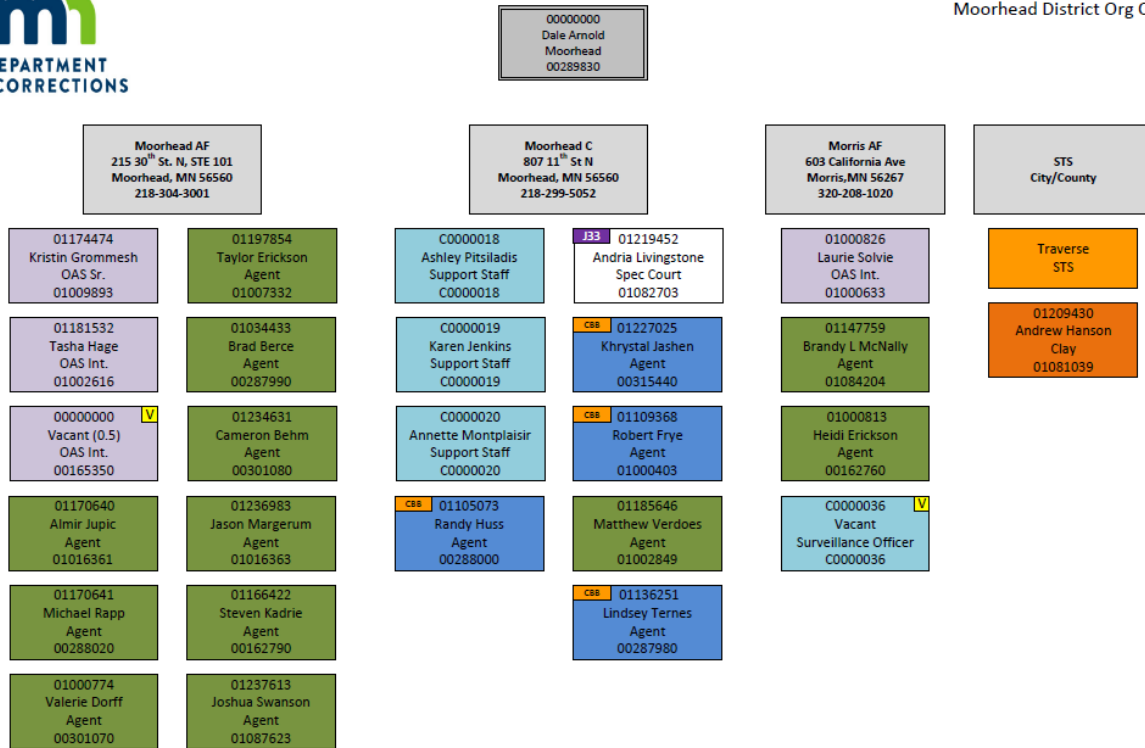 EPARTMENT
CORRECTIONS
Moorhead District Org
00000000
Dale Arnold
Moorhead
00289830
Moorhead AF
215 30th St. N, STE 101
Moorhead, MN 56560
218-304-3001
01174474
Kristin Grommesh
OAS Sr.
01009893
01197854
Taylor Erickson
Agent
01007332
01181532
Tasha Hage
OAS Int.
01002616
01034433
Brad Berce
Agent
00287990
00000000 V
Vacant (0.5)
OAS Int.
00165350
01234631
Cameron Behm
Agent
00301080
01170640
Almir Jupic
Agent
01016361
01236983
Jason Margerum
Agent
01016363
01170641
Michael Rapp
Agent
00288020
01166422
Steven Kadrie
Agent
00162790
01000774
Valerie Dorff
Agent
00301070
01237613
Joshua Swanson
Agent
01087623
Moorhead C
807 11th St N
Moorhead, MN 56560
218-299-5052
C0000018
Ashley Pitsiladis
Support Staff
C0000018
J33 01219452
Andria Livingstone
Spec Court
01082703
C0000019
Karen Jenkins
Support Staff
C0000019
CBB 01227025
Khrystal Jashen
Agent
00315440
C0000020
Annette Montplaisir
Support Staff
C0000020
CBB 01109368
Robert Frye
Agent
01000403
CBB 01105073
Randy Huss
Agent
00288000
01185646
Matthew Verdoes
Agent
01002849
CBB 01136251
Lindsey Ternes
Agent
00287980
Morris AF
603 California Ave
Morris,MN 56267
320-208-1020
01000826
Laurie Solvie
OAS Int.
01000633
01147759
Brandy L McNally
Agent
01084204
01000813
Heidi Erickson
Agent
00162760
C0000036 V
Vacant
Surveillance Officer
C0000036
STS
City/County
Traverse
STS
01209430
Andrew Hanson
Clay
01081039